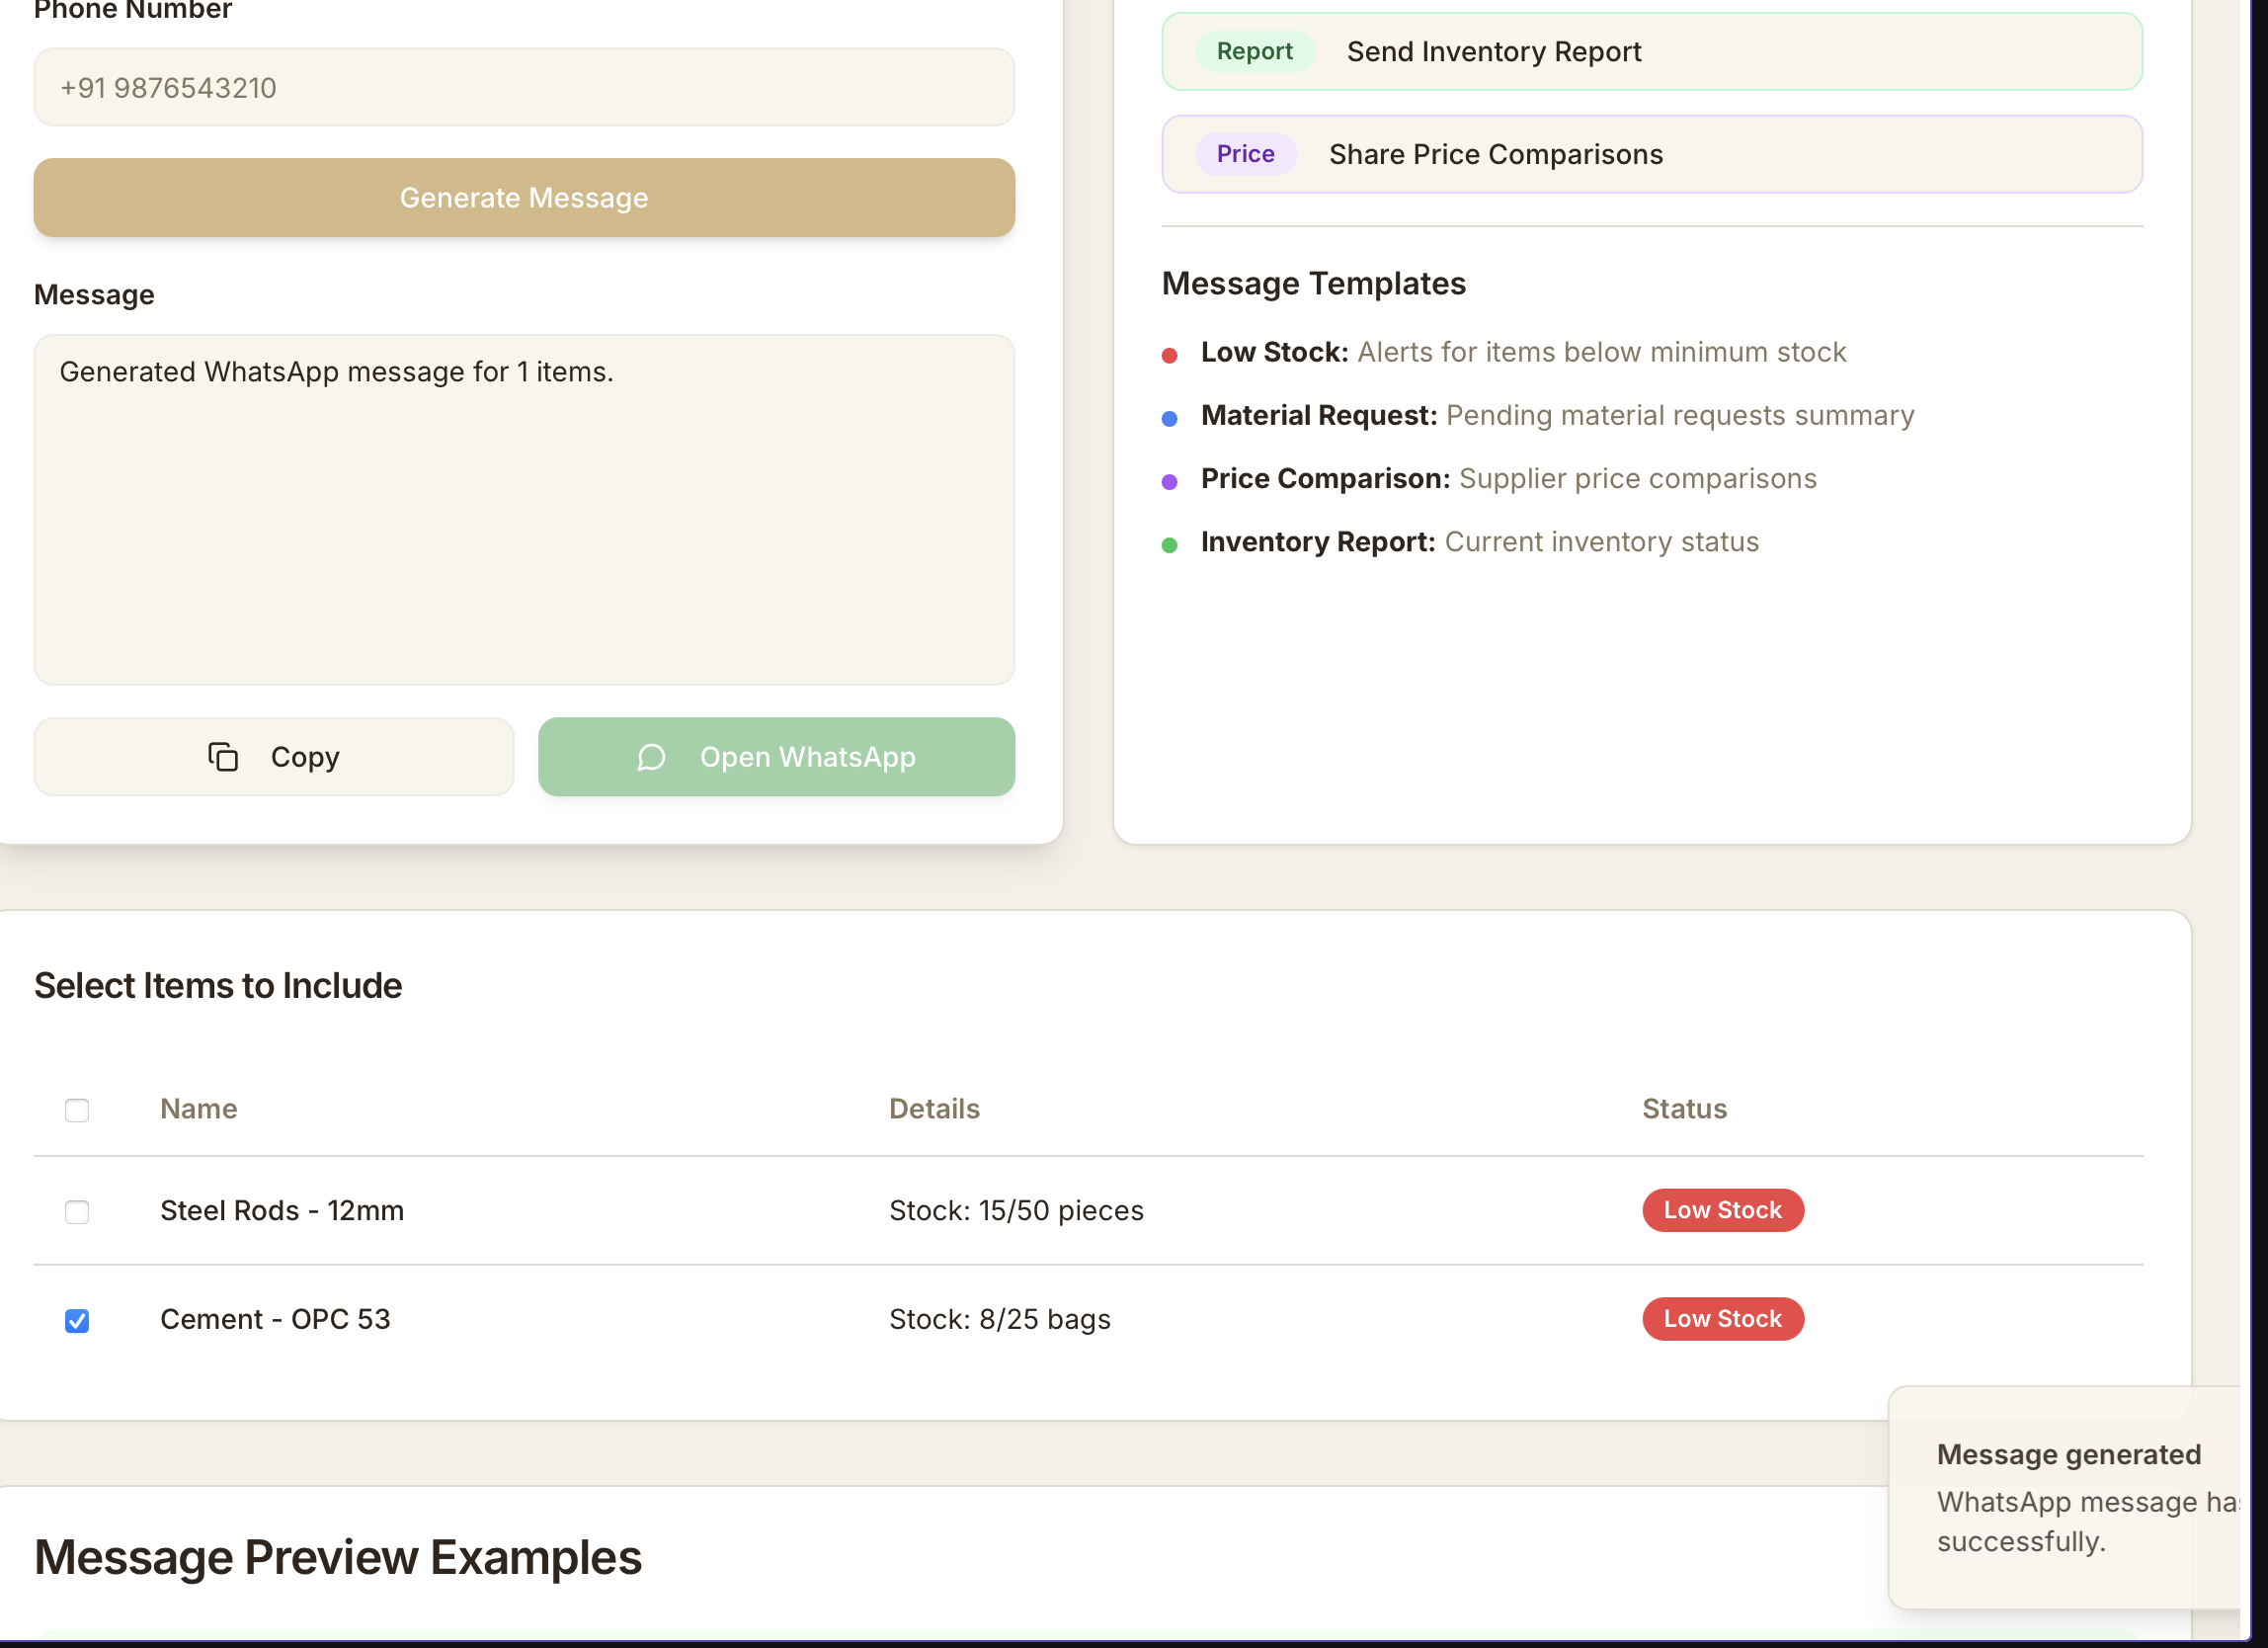 Phone Number
+91 9876543210
Generate Message
Message
Generated WhatsApp message for 1 items.
Copy
Open WhatsApp
Report Send Inventory Report
Price Share Price Comparisons
Message Templates
Low Stock: Alerts for items below minimum stock
Material Request: Pending material requests summary
Price Comparison: Supplier price comparisons
Inventory Report: Current inventory status
Select Items to Include
Name Details Status
Steel Rods - 12mm Stock: 15/50 pieces Low Stock
Cement - OPC 53 Stock: 8/25 bags Low Stock
Message generated
WhatsApp message
successfully.
Message Preview Examples